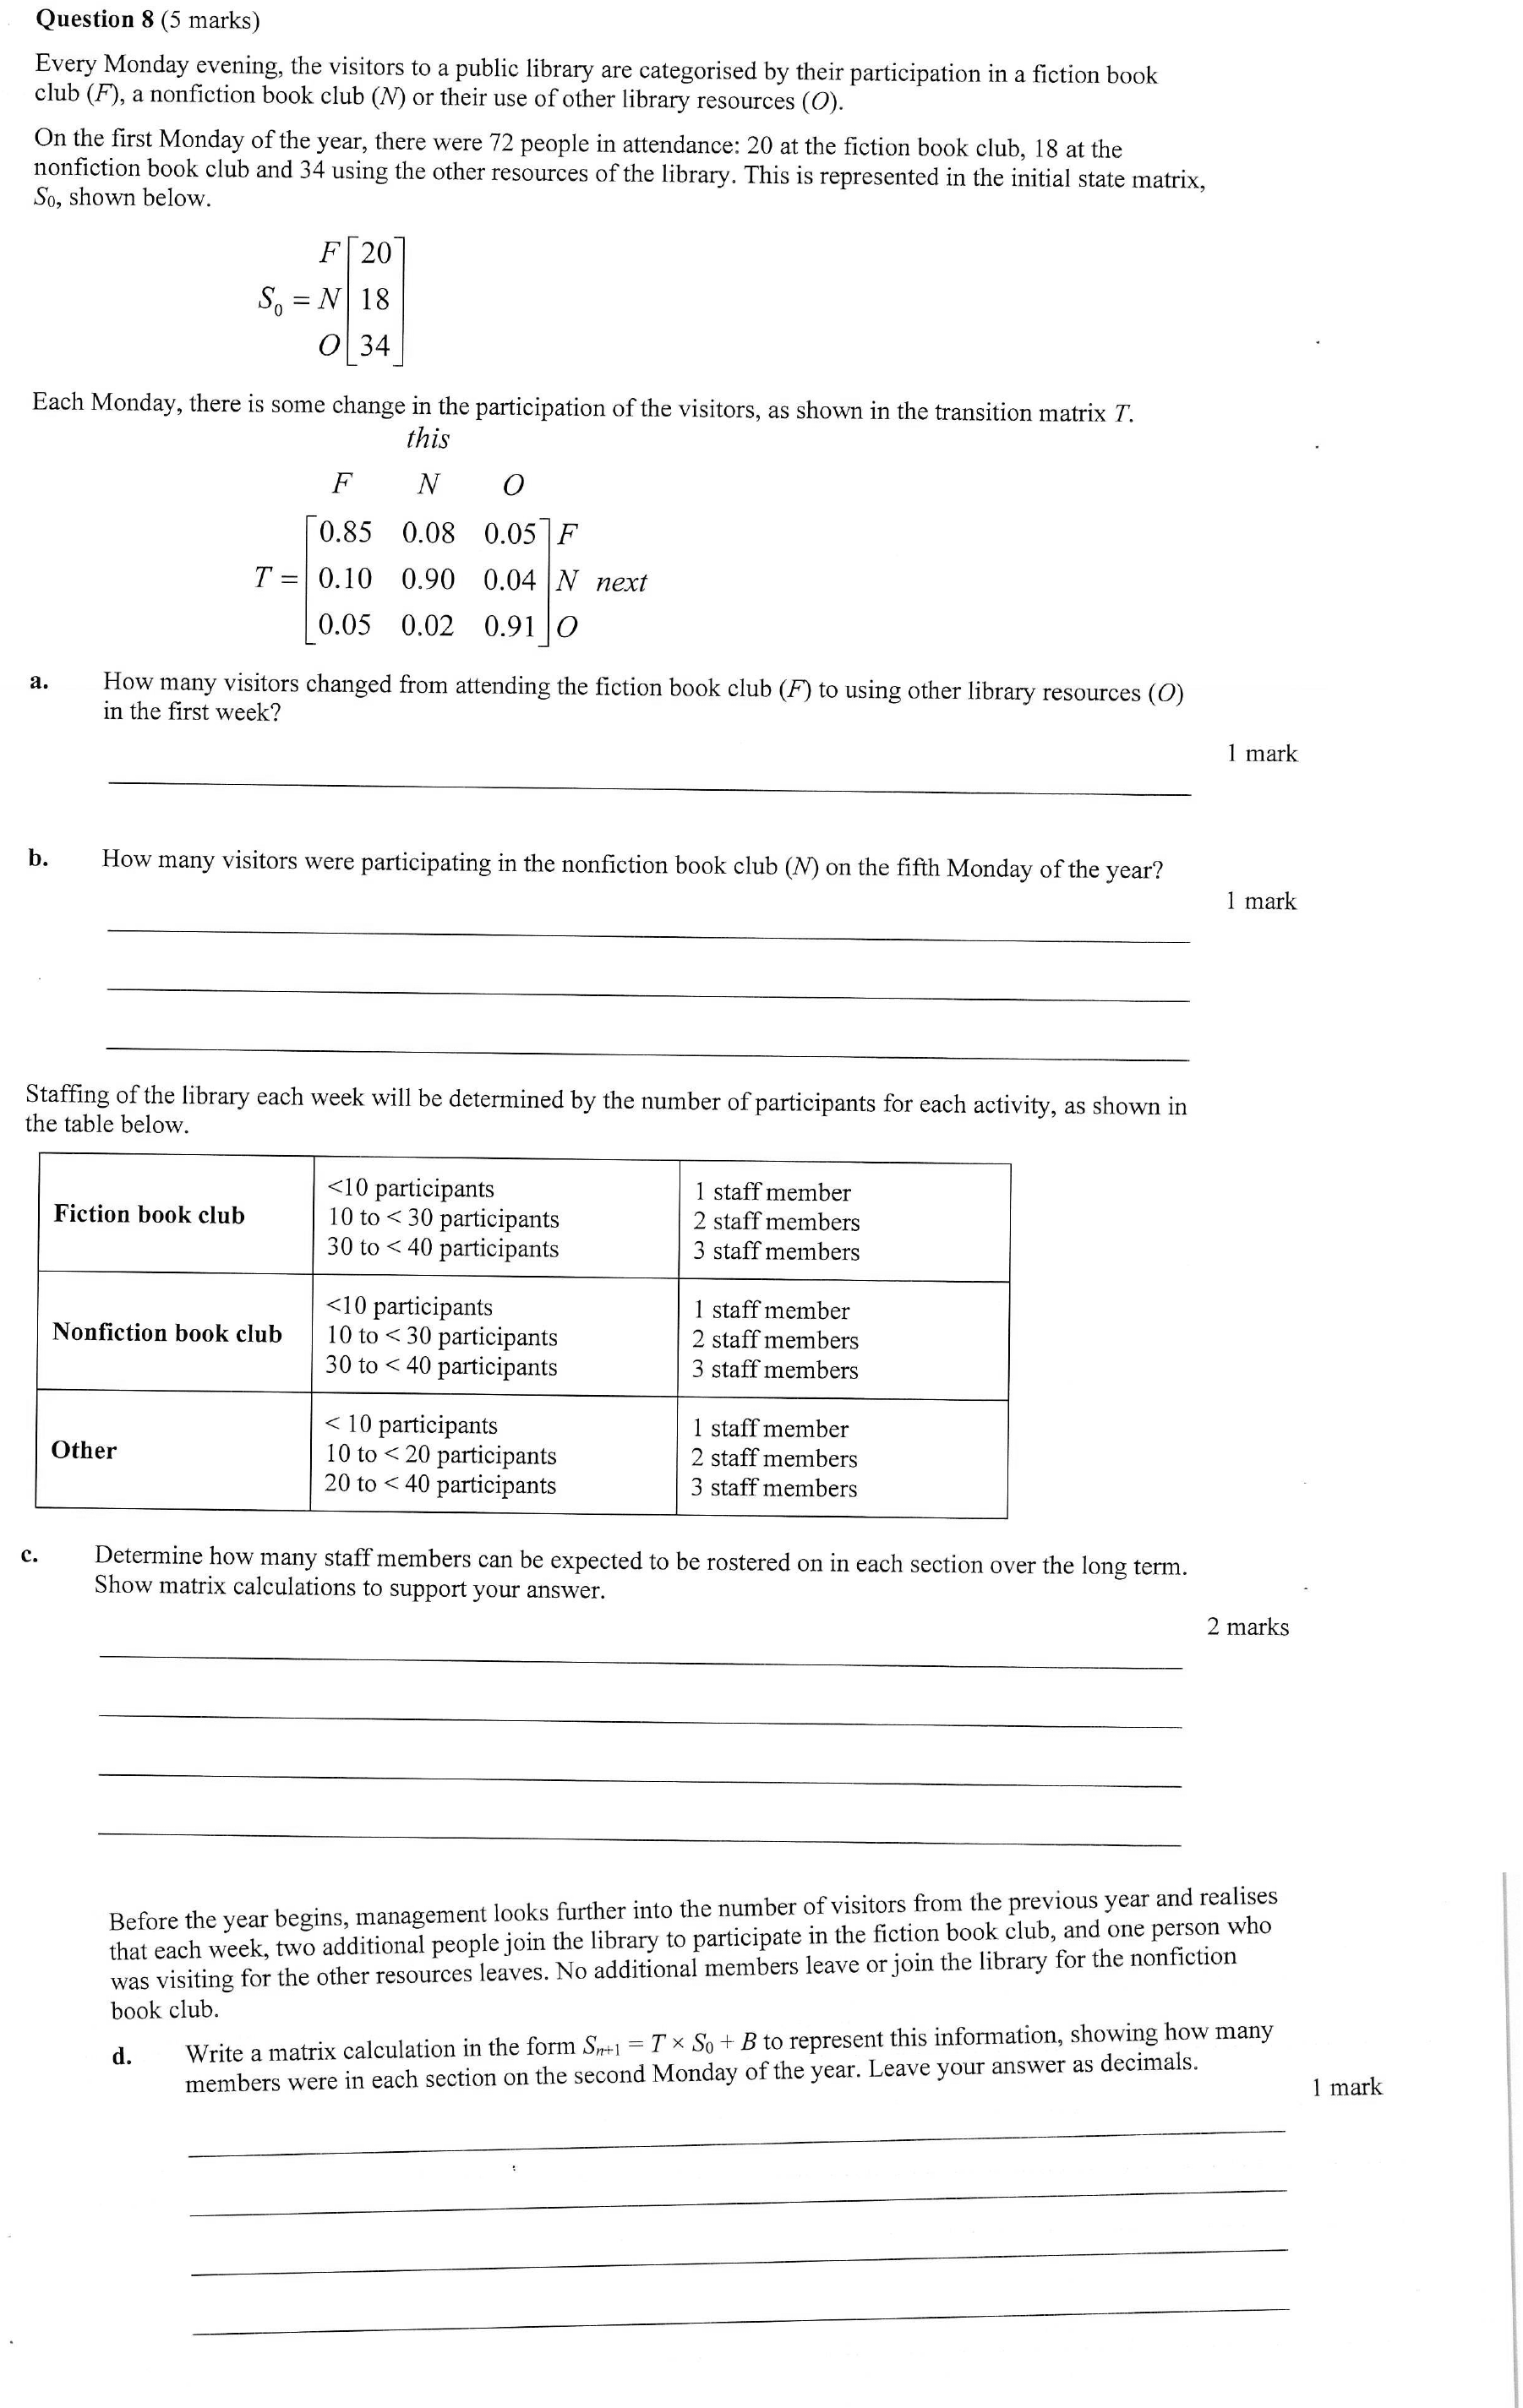 Question 8 (5 marks)
Every Monday evening, the visitors to a public library are categorised by their participation in a fiction book
club (F), a nonfiction book club (N) or their use of other library resources (O).
On the first Monday of the year, there were 72 people in attendance: 20 at the fiction book club, 18 at the
nonfiction book club and 34 using the other resources of the library. This is represented in the initial state matrix,
S₀, shown below.
F 20
S₀ = N 18
O 34
Each Monday, there is some change in the participation of the visitors, as shown in the transition matrix T.
this
F N O
0.85 0.08 0.05 F
T = 0.10 0.90 0.04 N next
0.05 0.02 0.91 O
a. How many visitors changed from attending the fiction book club (F) to using other library resources (O)
in the first week?
1 mark
b. How many visitors were participating in the nonfiction book club (N) on the fifth Monday of the year?
1 mark
Staffing of the library each week will be determined by the number of participants for each activity, as shown in
the table below.
Fiction book club
<10 participants 1 staff member
10 to < 30 participants 2 staff members
30 to < 40 participants 3 staff members
Nonfiction book club
<10 participants 1 staff member
10 to < 30 participants 2 staff members
30 to < 40 participants 3 staff members
Other
< 10 participants 1 staff member
10 to < 20 participants 2 staff members
20 to < 40 participants 3 staff members
c. Determine how many staff members can be expected to be rostered on in each section over the long term.
Show matrix calculations to support your answer.
2 marks
Before the year begins, management looks further into the number of visitors from the previous year and realises
that each week, two additional people join the library to participate in the fiction book club, and one person who
was visiting for the other resources leaves. No additional members leave or join the library for the nonfiction
book club.
d. Write a matrix calculation in the form Sₙ₊₁ = T × S₀ + B to represent this information, showing how many
members were in each section on the second Monday of the year. Leave your answer as decimals.
1 mark